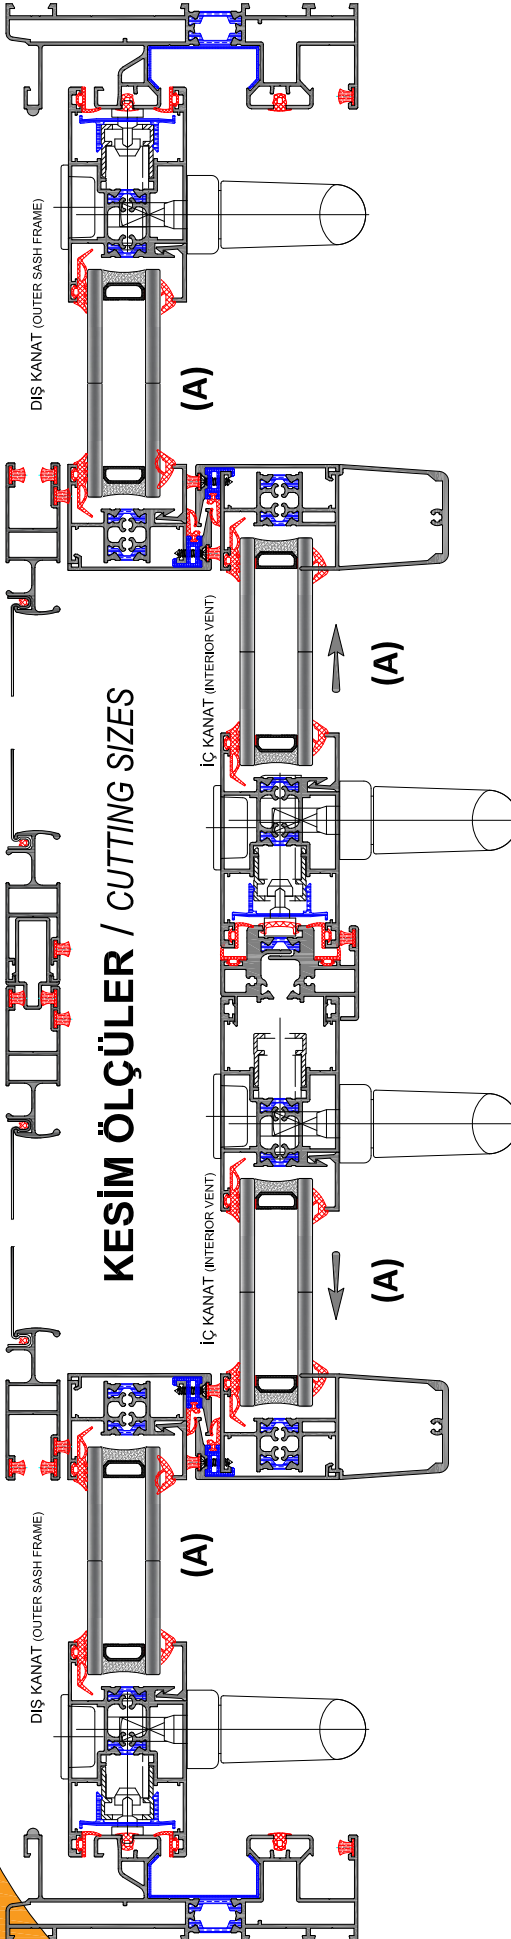 KESİM ÖLÇÜLER / CUTTING SIZES
DIŞ KANAT (OUTER SASH FRAME)
(A)
İÇ KANAT (INTERIOR VENT)
(A)
İÇ KANAT (INTERIOR VENT)
(A)
DIŞ KANAT (OUTER SASH FRAME)
(A)